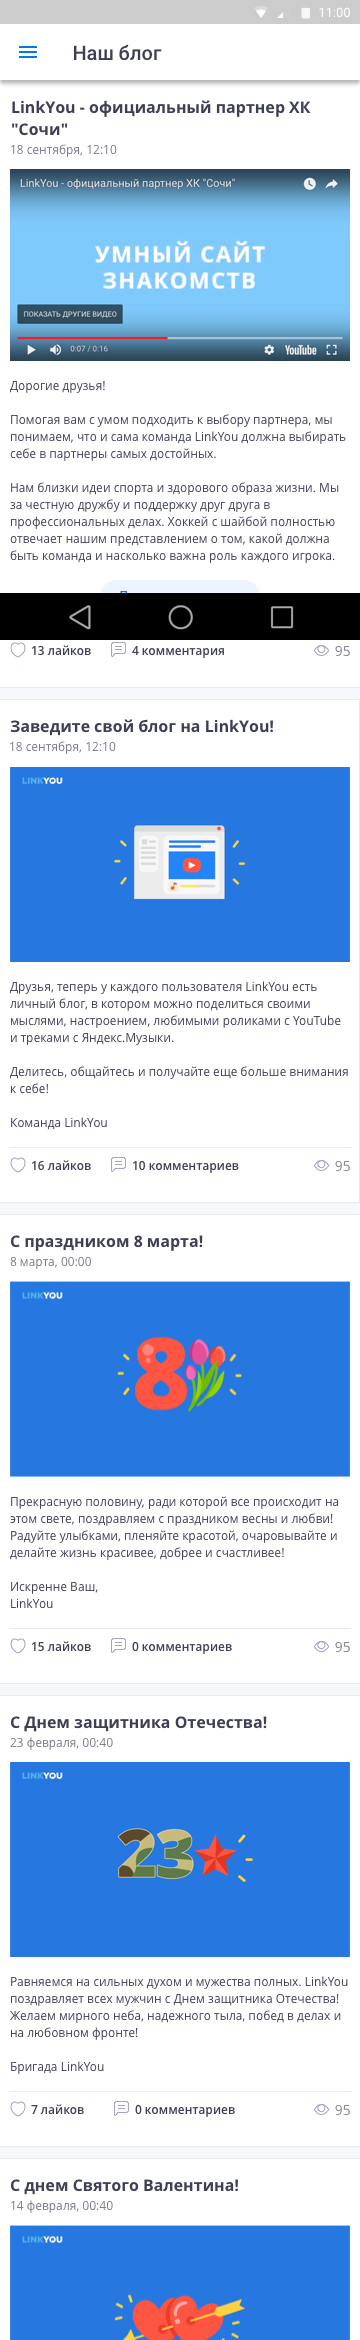 11:00
Наш блог
LinkYou - официальный партнер ХК
"Сочи"
18 сентября, 12:10
LinkYou - официальный партнер ХК "Сочи"
УМНЫЙ САЙТ
ЗНАКОМСТВ
ПОКАЗАТЬ ДРУГИЕ ВИДЕО
0:07 / 0:16
YouTube
Дорогие друзья!
Помогая вам с умом подходить к выбору партнера, мы
понимаем, что и сама команда LinkYou должна выбирать
себе в партнеры самых достойных.
Нам близки идеи спорта и здорового образа жизни. Мы
за честную дружбу и поддержку друг друга в
профессиональных делах. Хоккей с шайбой полностью
отвечает нашим представлением о том, какой должна
быть команда и насколько важна роль каждого игрока.
13 лайков 4 комментария 95
Заведите свой блог на LinkYou!
18 сентября, 12:10
LINKYOU
Друзья, теперь у каждого пользователя LinkYou есть
личный блог, в котором можно поделиться своими
мыслями, настроением, любимыми роликами с YouTube
и треками с Яндекс.Музыки.
Делитесь, общайтесь и получайте еще больше внимания
к себе!
Команда LinkYou
16 лайков 10 комментариев 95
С праздником 8 марта!
8 марта, 00:00
LINKYOU
8
Прекрасную половину, ради которой все происходит на
этом свете, поздравляем с праздником весны и любви!
Радуйте улыбками, пленяйте красотой, очаровывайте и
делайте жизнь красивее, добрее и счастливее!
Искренне Ваш,
LinkYou
15 лайков 0 комментариев 95
С Днем защитника Отечества!
23 февраля, 00:40
LINKYOU
23
Равняемся на сильных духом и мужества полных. LinkYou
поздравляет всех мужчин с Днем защитника Отечества!
Желаем мирного неба, надежного тыла, побед в делах и
на любовном фронте!
Бригада LinkYou
7 лайков 0 комментариев 95
С днем Святого Валентина!
14 февраля, 00:40
LINKYOU